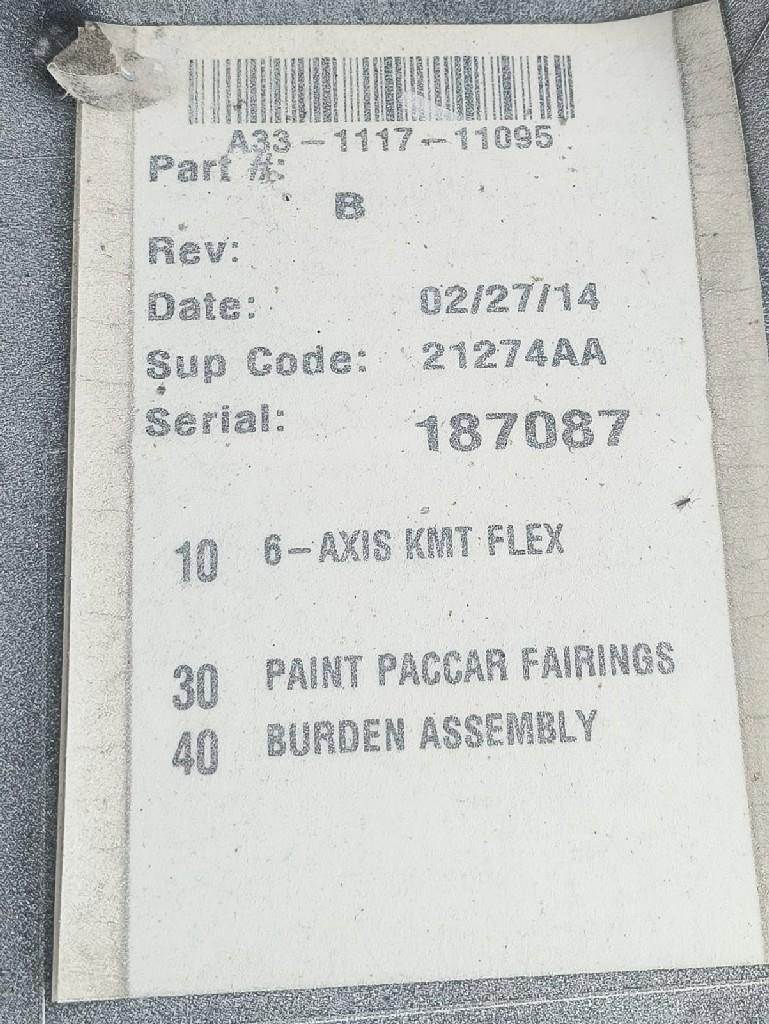 A33-1117-11095
Part #:
B
Rev:
Date: 02/27/14
Sup Code: 21274AA
Serial: 187087
10 6-AXIS KMT FLEX
30 PAINT PACCAR FAIRINGS
40 BURDEN ASSEMBLY